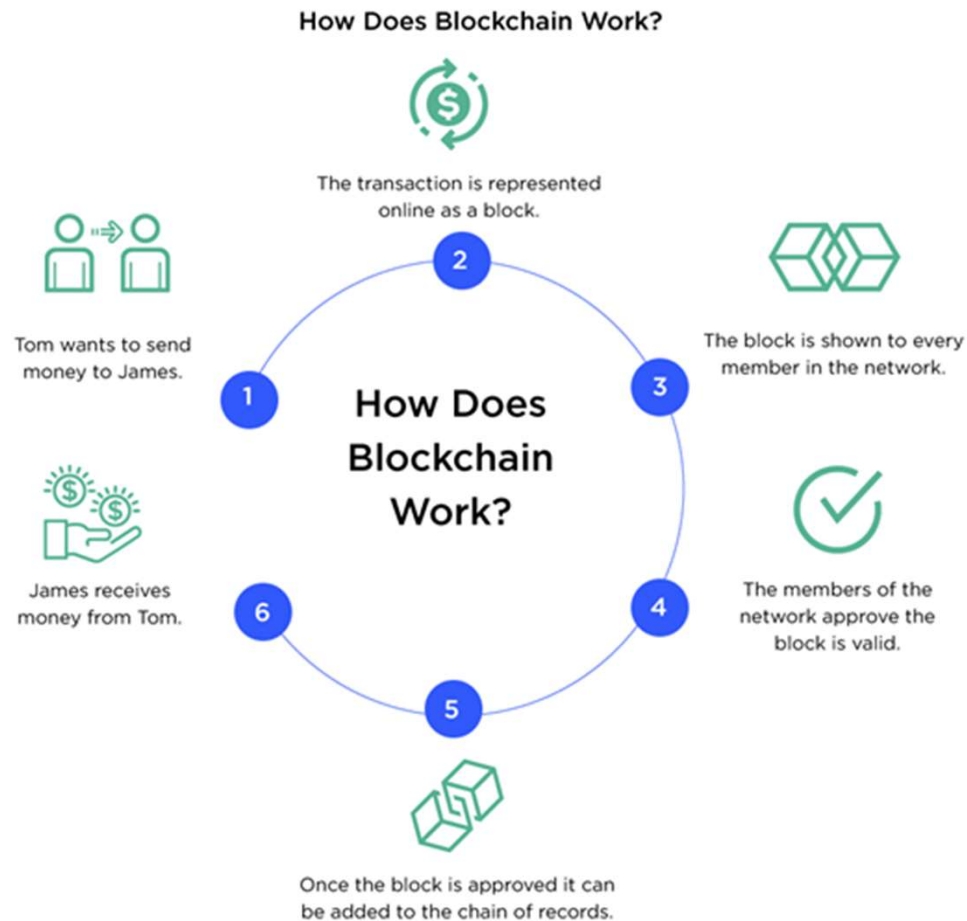 How Does Blockchain Work?
The transaction is represented
online as a block.
Tom wants to send
money to James.
1
2
The block is shown to every
member in the network.
3
How Does
Blockchain
Work?
The members of the
network approve the
block is valid.
4
Once the block is approved it can
be added to the chain of records.
5
James receives
money from Tom.
6
$
$
$